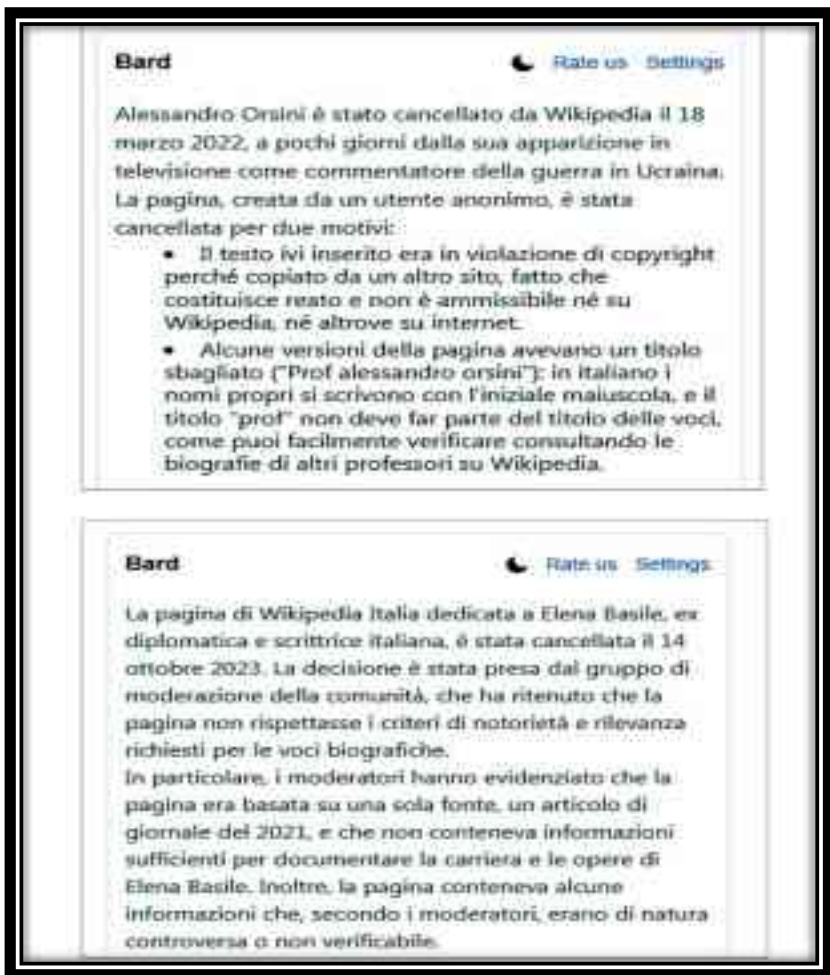 Bard Rate us Settings
Alessandro Orsini è stato cancellato da Wikipedia il 18
marzo 2022, a pochi giorni dalla sua apparizione in
televisione come commentatore della guerra in Ucraina.
La pagina, creata da un utente anonimo, è stata
cancellata per due motivi:
• Il testo ivi inserito era in violazione di copyright
perché copiato da un altro sito, fatto che
costituisce reato e non è ammissibile né su
Wikipedia, né altrove su internet.
• Alcune versioni della pagina avevano un titolo
sbagliato ("Prof alessandro orsini"): in italiano i
nomi propri si scrivono con l'iniziale maiuscola, e il
titolo "prof" non deve far parte del titolo delle voci,
come puoi facilmente verificare consultando le
biografie di altri professori su Wikipedia.
Bard Rate us Settings
La pagina di Wikipedia Italia dedicata a Elena Basile, ex
diplomatica e scrittrice italiana, è stata cancellata il 14
ottobre 2023. La decisione è stata presa dal gruppo di
moderazione della comunità, che ha ritenuto che la
pagina non rispettasse i criteri di notorietà e rilevanza
richiesti per le voci biografiche.
In particolare, i moderatori hanno evidenziato che la
pagina era basata su una sola fonte, un articolo di
giornale del 2021, e che non conteneva informazioni
sufficienti per documentare la carriera e le opere di
Elena Basile. Inoltre, la pagina conteneva alcune
informazioni che, secondo i moderatori, erano di natura
controversa o non verificabile.